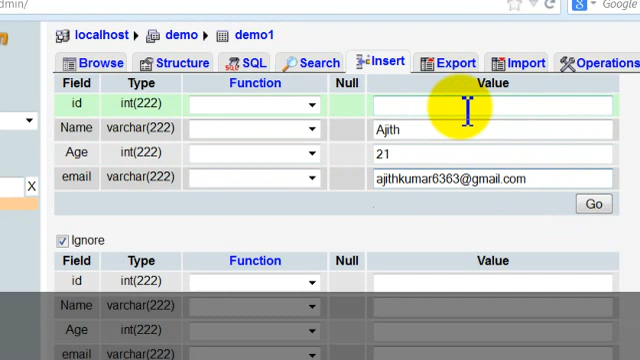 dmin/
Google
localhost demo demo1
Browse Structure SQL Search Insert Export Import Operations
Field Type Function Null Value
id int(222)
Name varchar(222) Ajith
Age int(222) 21
email varchar(222) ajithkumar6363@gmail.com
Go
Ignore
Field Type Function Null Value
id int(222)
Name varchar(222)
Age int(222)
email varchar(222)